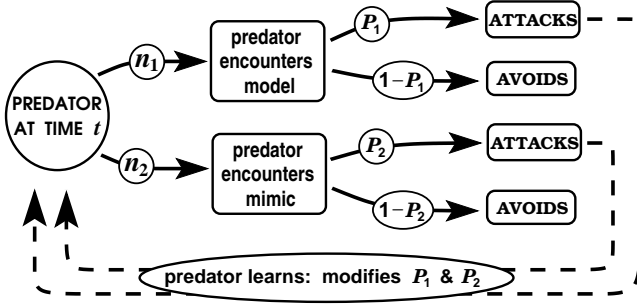 PREDATOR
AT TIME t
n1
predator
encounters
model
P1
ATTACKS
1−P1
AVOIDS
n2
predator
encounters
mimic
P2
ATTACKS
1−P2
AVOIDS
predator learns: modifies P1 & P2